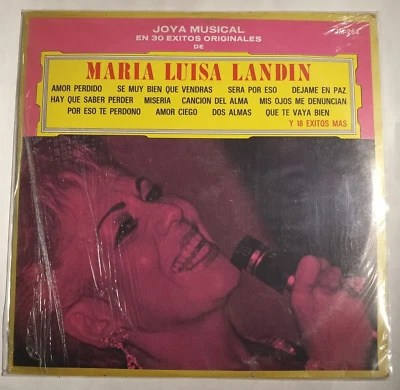 JOYA MUSICAL
EN 30 EXITOS ORIGINALES
DE
MARIA LUISA LANDIN
AMOR PERDIDO SE MUY BIEN QUE VENDRAS SERA POR ESO DEJAME EN PAZ
HAY QUE SABER PERDER MISERIA CANCION DEL ALMA MIS OJOS ME DENUNCIAN
POR ESO TE PERDONO AMOR CIEGO DOS ALMAS QUE TE VAYA BIEN
Y 18 EXITOS MAS